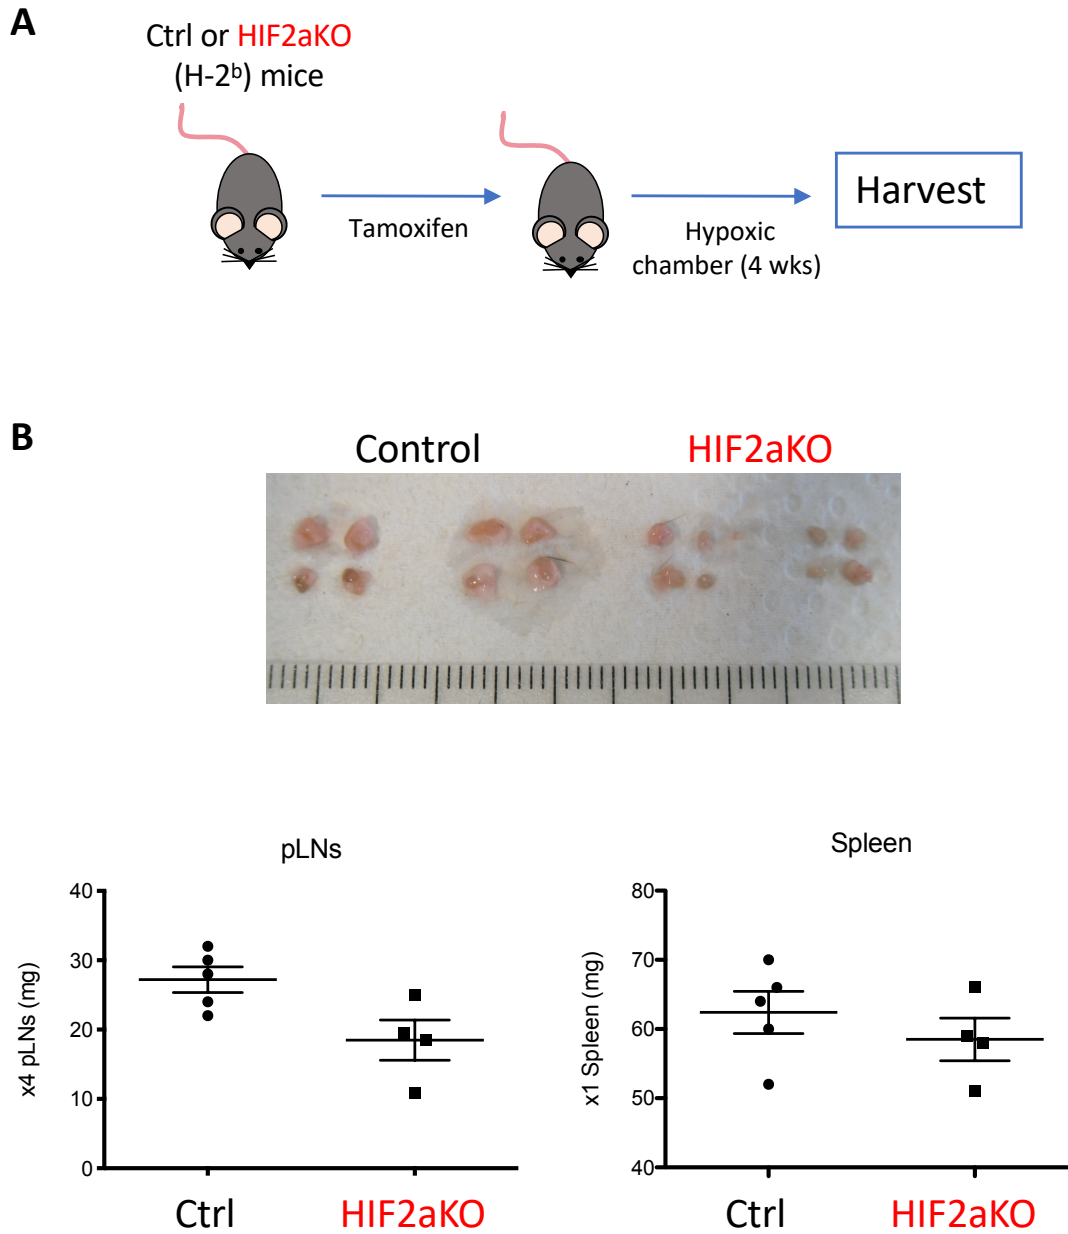 A
Ctrl or HIF2aKO
(H-2ᵇ) mice
Tamoxifen
Hypoxic
chamber (4 wks)
Harvest
B
Control HIF2aKO
pLNs
x4 pLNs (mg)
40
30
20
10
0
Ctrl HIF2aKO
Spleen
x1 Spleen (mg)
80
70
60
50
40
Ctrl HIF2aKO